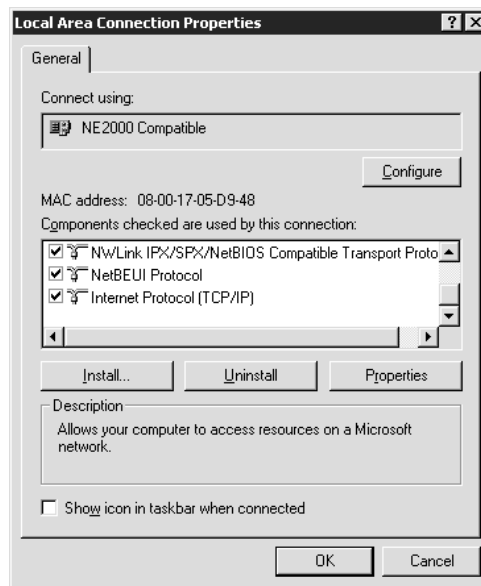 Local Area Connection Properties
General
Connect using:
NE2000 Compatible
Configure
MAC address: 08-00-17-05-D9-48
Components checked are used by this connection:
NWLink IPX/SPX/NetBIOS Compatible Transport Proto
NetBEUI Protocol
Internet Protocol (TCP/IP)
Install... Uninstall Properties
Description
Allows your computer to access resources on a Microsoft
network.
Show icon in taskbar when connected
OK Cancel